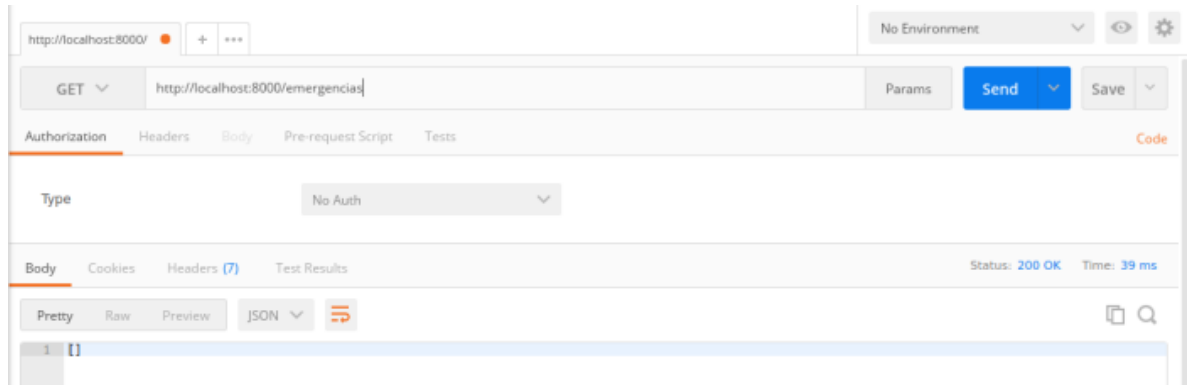 http://localhost:8000/ + ••• No Environment
GET http://localhost:8000/emergencias Params Send Save
Authorization Headers Body Pre-request Script Tests Code
Type No Auth
Body Cookies Headers (7) Test Results Status: 200 OK Time: 39 ms
Pretty Raw Preview JSON
1 []